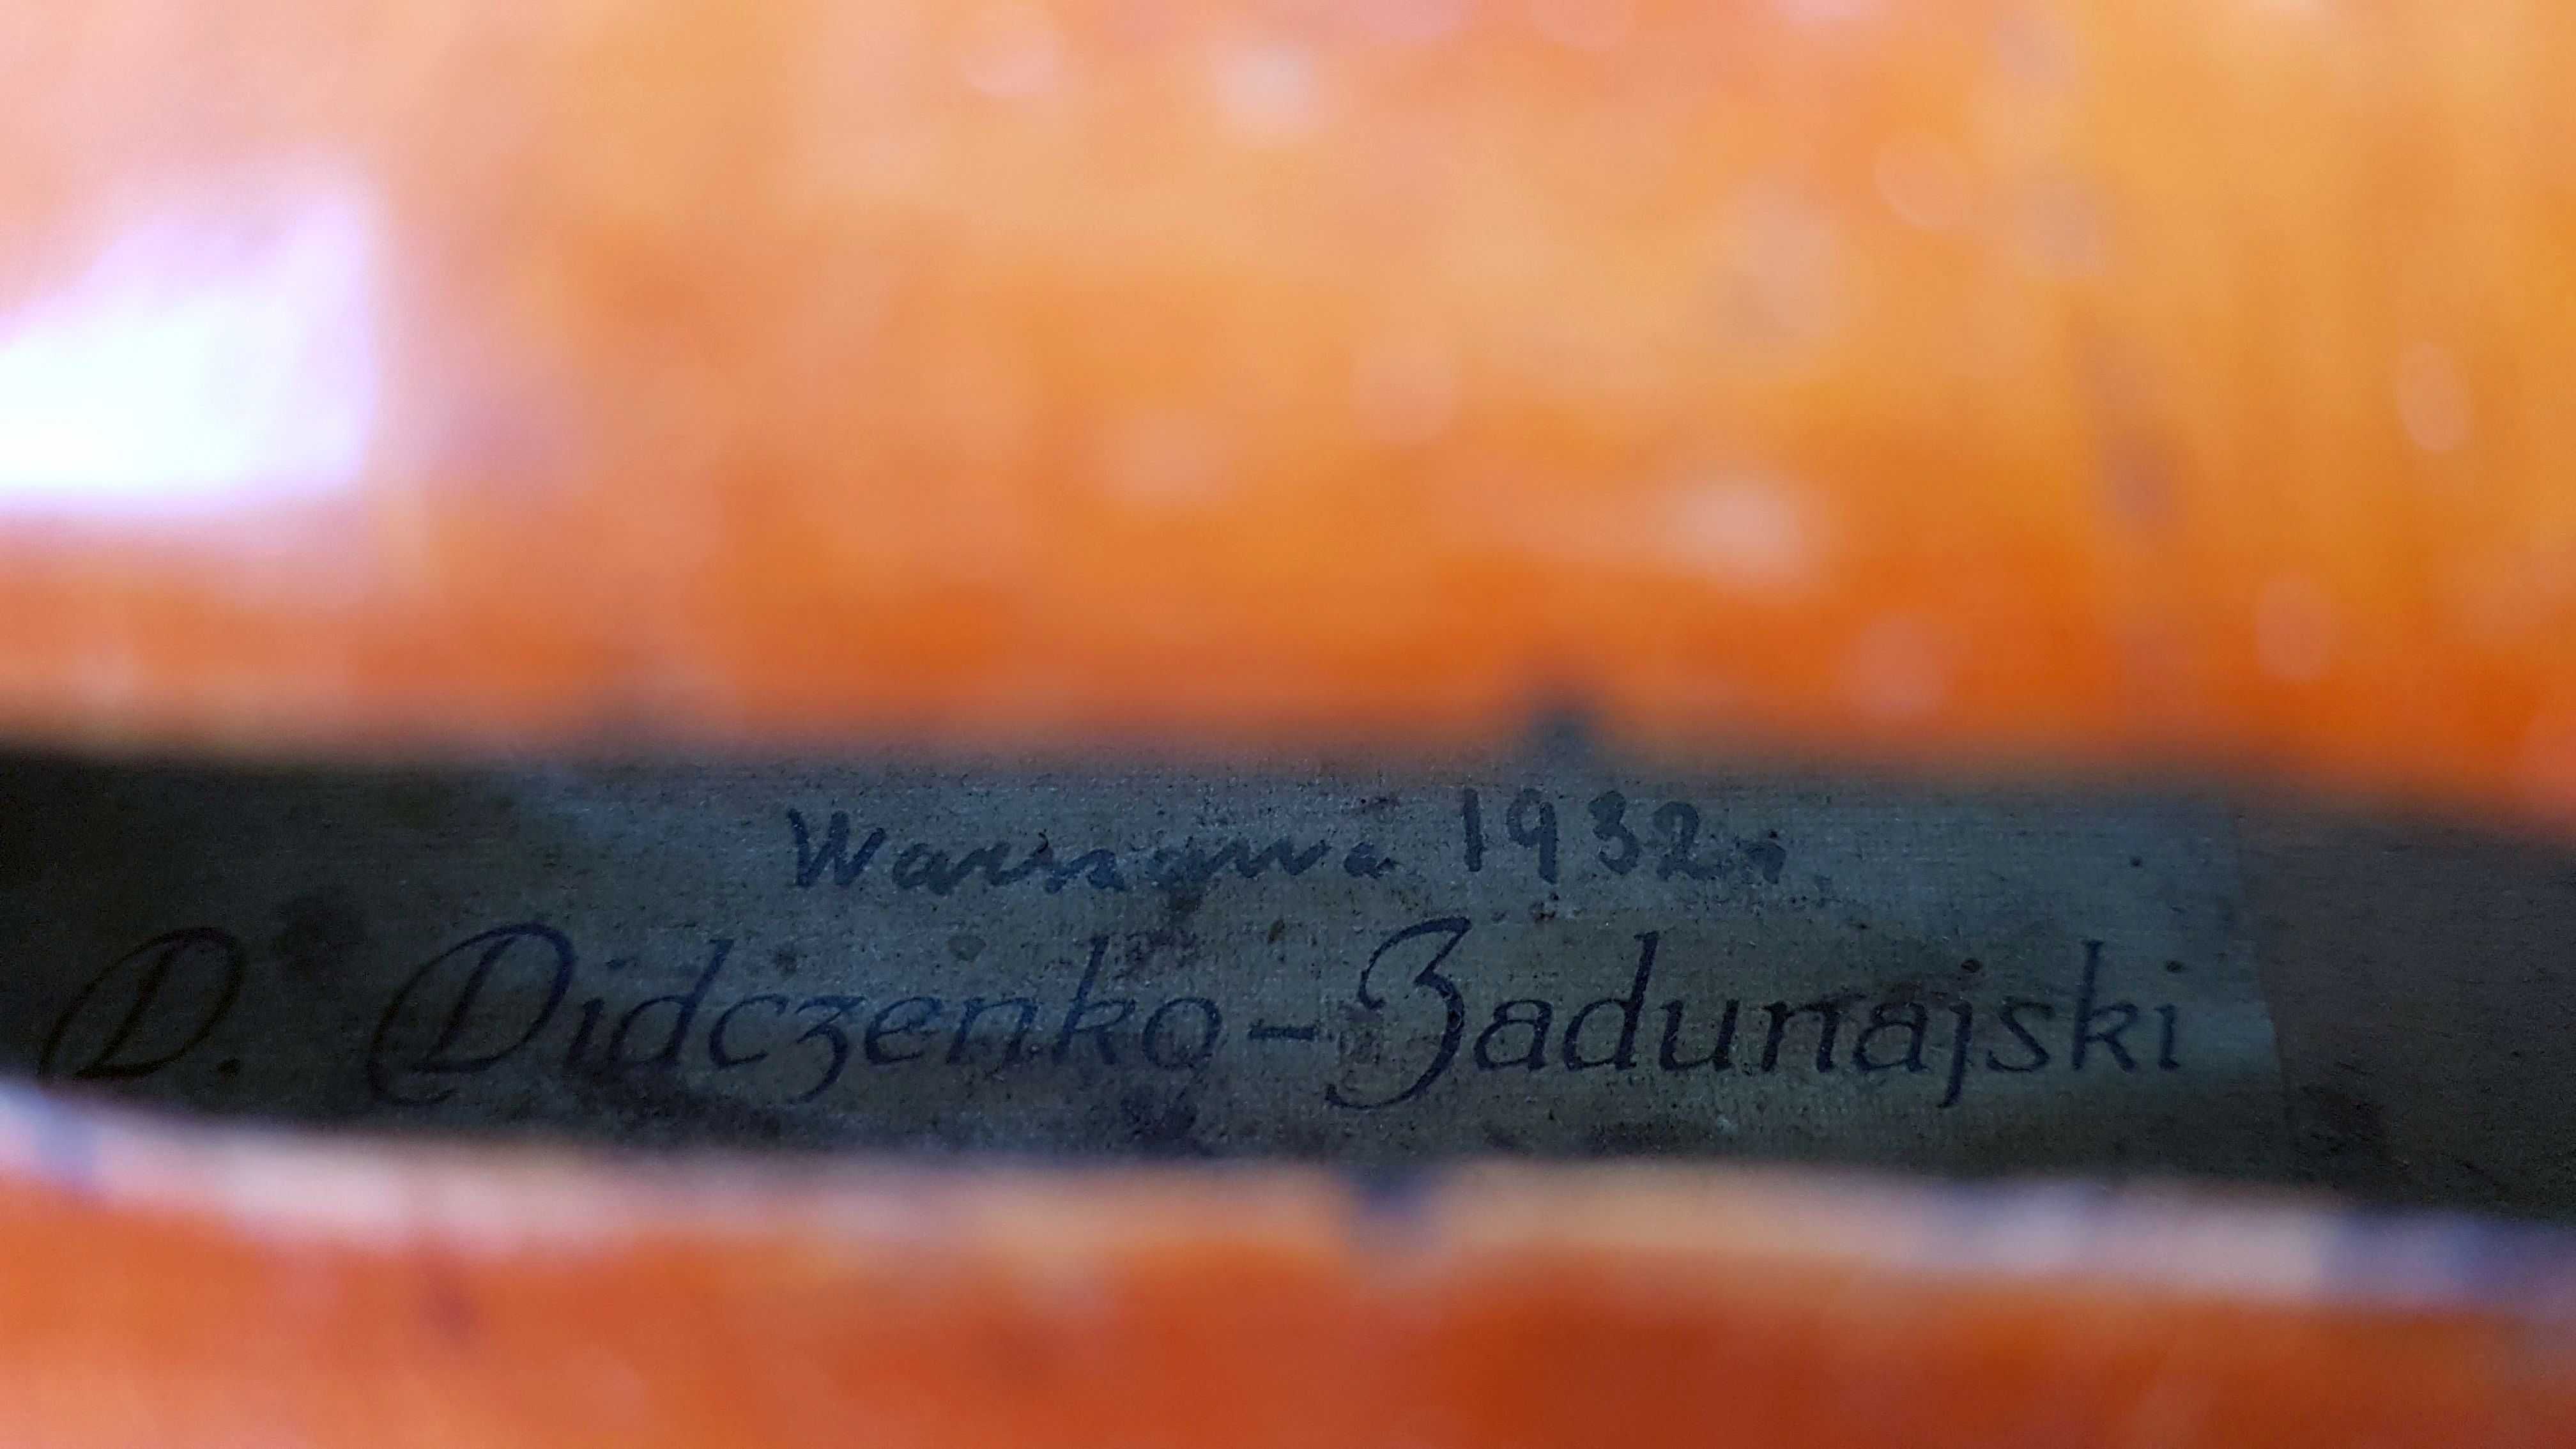 Warszawa 1932 r.
D. Didczenko-Zadunajski